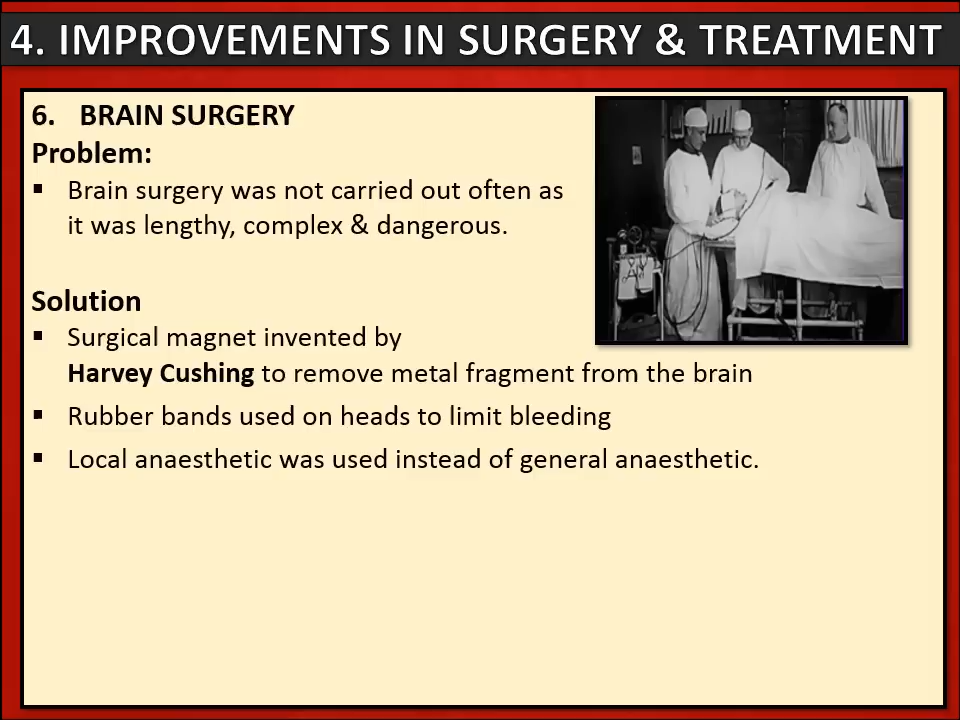 4. IMPROVEMENTS IN SURGERY & TREATMENT
6. BRAIN SURGERY
Problem:
▪ Brain surgery was not carried out often as
it was lengthy, complex & dangerous.
Solution
▪ Surgical magnet invented by
Harvey Cushing to remove metal fragment from the brain
▪ Rubber bands used on heads to limit bleeding
▪ Local anaesthetic was used instead of general anaesthetic.